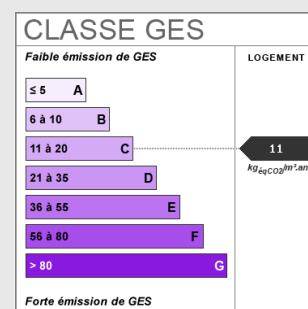 CLASSE GES
Faible émission de GES
LOGEMENT
≤ 5 A
6 à 10 B
11 à 20 C
11
kgéqCO2/m².an
21 à 35 D
36 à 55 E
56 à 80 F
> 80 G
Forte émission de GES